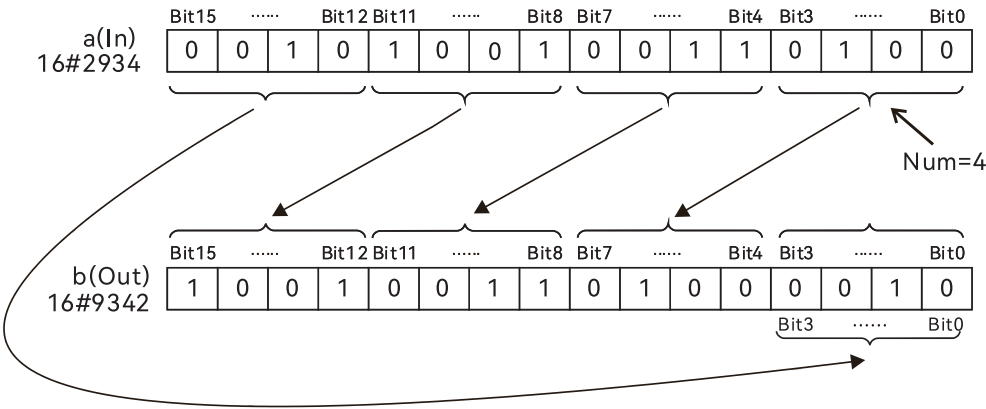 Bit15 ...... Bit12 Bit11 ...... Bit8 Bit7 ...... Bit4 Bit3 ...... Bit0
a(In) 0 0 1 0 1 0 0 1 0 0 1 1 0 1 0 0
16#2934
Num=4
Bit15 ...... Bit12 Bit11 ...... Bit8 Bit7 ...... Bit4 Bit3 ...... Bit0
b(Out) 1 0 0 1 0 0 1 1 0 1 0 0 0 0 1 0
16#9342
Bit3 ...... Bit0